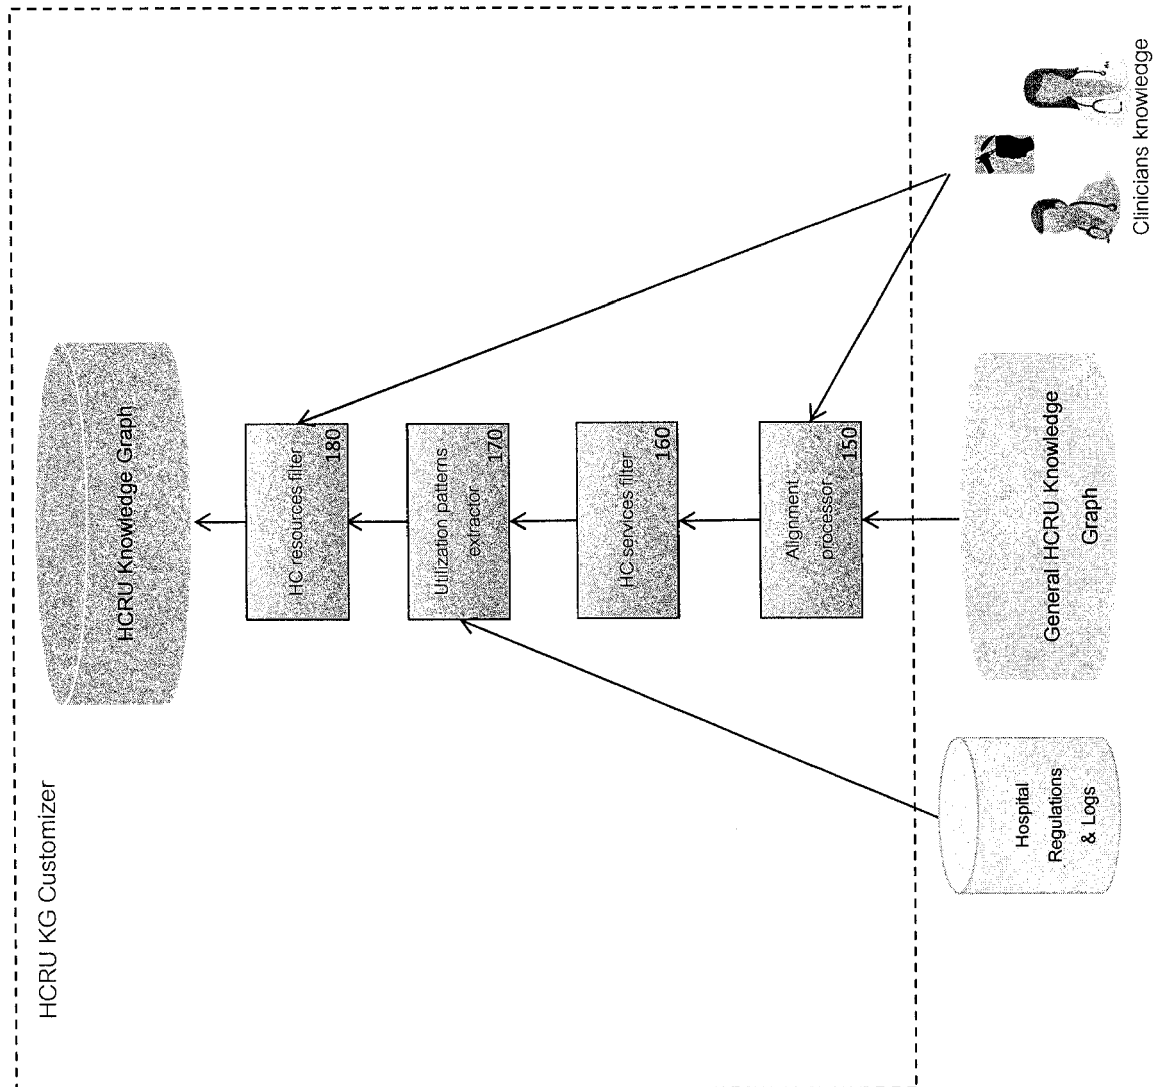 HCRU KG Customizer
HCRU Knowledge Graph
HC resources filter
180
Utilization patterns
extractor
170
HC services filter
160
Alignment
processor
150
Hospital
Regulations
& Logs
General HCRU Knowledge
Graph
Clinicians knowledge